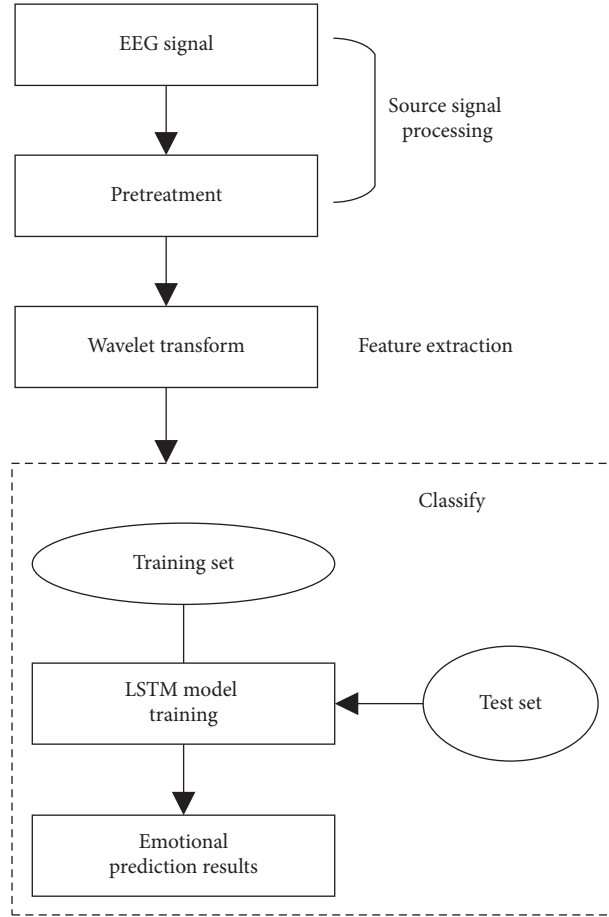 EEG signal
Source signal
processing
Pretreatment
Wavelet transform
Feature extraction
Classify
Training set
LSTM model
training
Test set
Emotional
prediction results